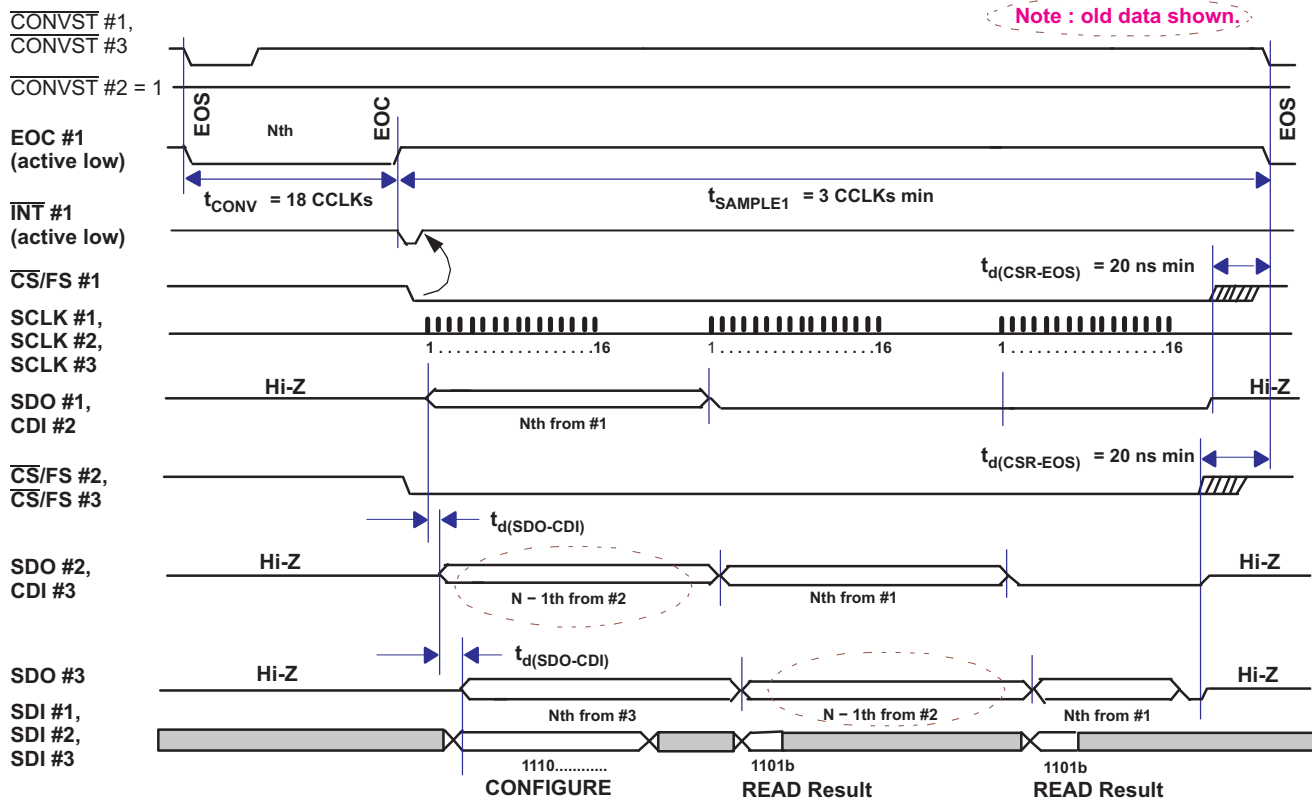 CONVST #1,
CONVST #3
Note : old data shown.
CONVST #2 = 1
EOS
EOC
EOS
Nth
EOC #1
(active low)
tCONV = 18 CCLKs
tSAMPLE1 = 3 CCLKs min
INT #1
(active low)
td(CSR-EOS) = 20 ns min
CS/FS #1
SCLK #1,
SCLK #2,
SCLK #3
1 . . . . . . . . . . . . . . 16
1 . . . . . . . . . . . . . . 16
1 . . . . . . . . . . . . . . 16
Hi-Z
Hi-Z
SDO #1,
CDI #2
Nth from #1
td(CSR-EOS) = 20 ns min
CS/FS #2,
CS/FS #3
td(SDO-CDI)
Hi-Z
Hi-Z
SDO #2,
CDI #3
N − 1th from #2
Nth from #1
td(SDO-CDI)
SDO #3
Hi-Z
Hi-Z
Nth from #3
N − 1th from #2
Nth from #1
SDI #1,
SDI #2,
SDI #3
1110............
1101b
1101b
CONFIGURE
READ Result
READ Result